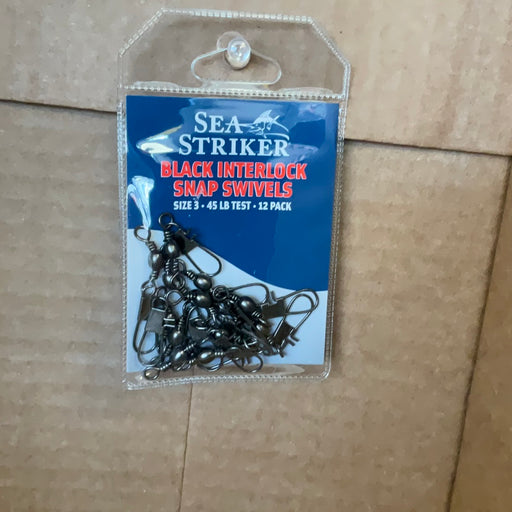 SEA
STRIKER
BLACK INTERLOCK
SNAP SWIVELS
SIZE 3 • 45 LB TEST • 12 PACK